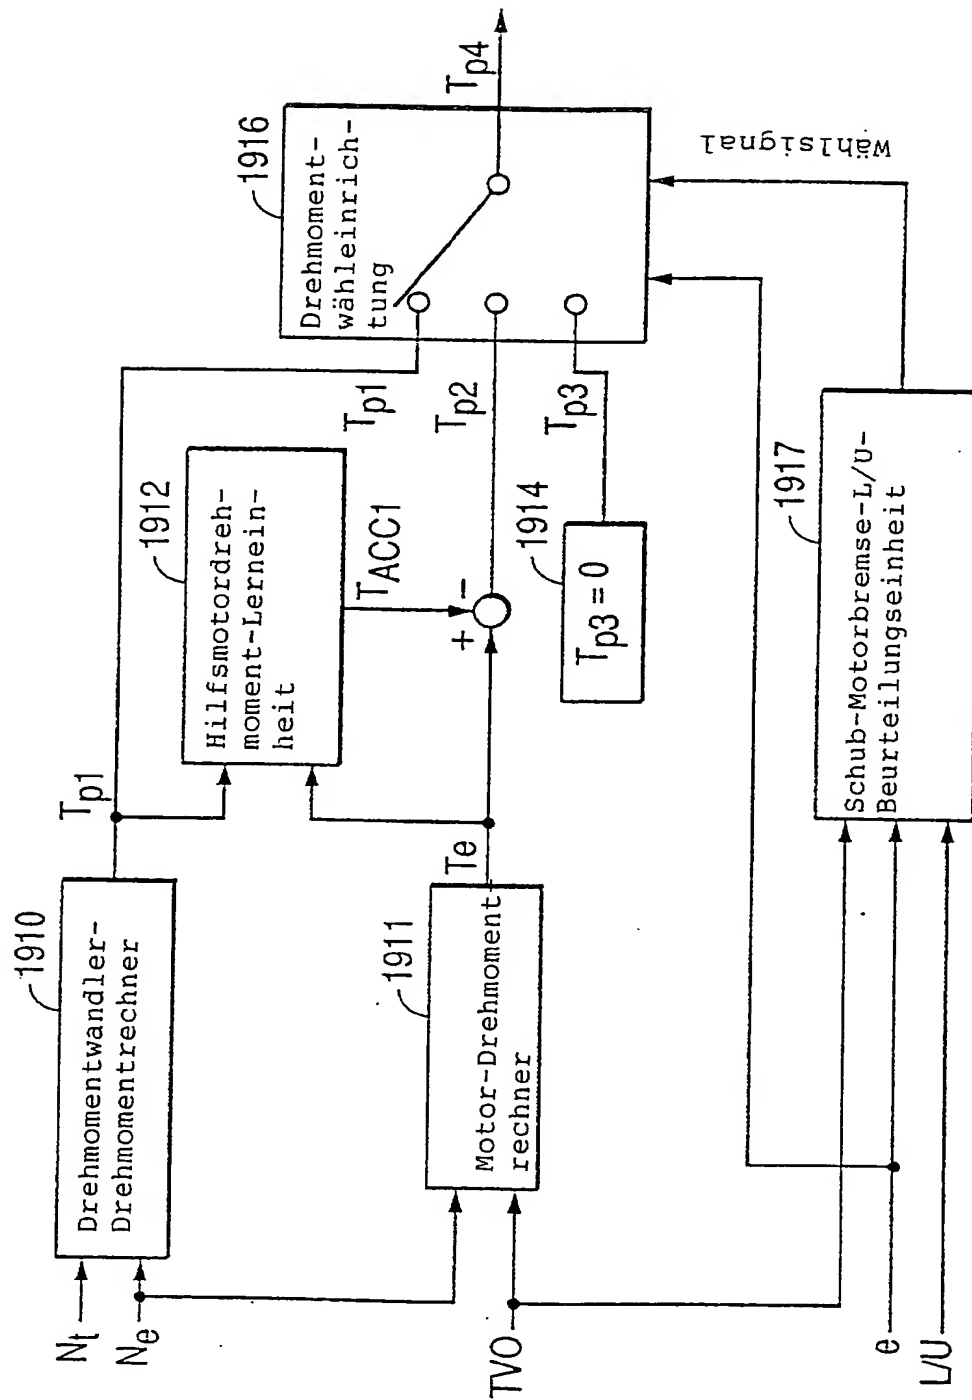 Nt
Ne
TVO
e
L/U
1910
Drehmomentwandler-
Drehmomentrechner
Tp1
1911
Motor-Drehmoment-
rechner
Te
1912
Hilfsmotordreh-
moment-Lernein-
heit
TACC1
+
-
1914
Tp3 = 0
Tp1
Tp2
Tp3
1916
Drehmoment-
wähleinrich-
tung
Tp4
Wählsignal
1917
Schub-Motorbremse-L/U-
Beurteilungseinheit